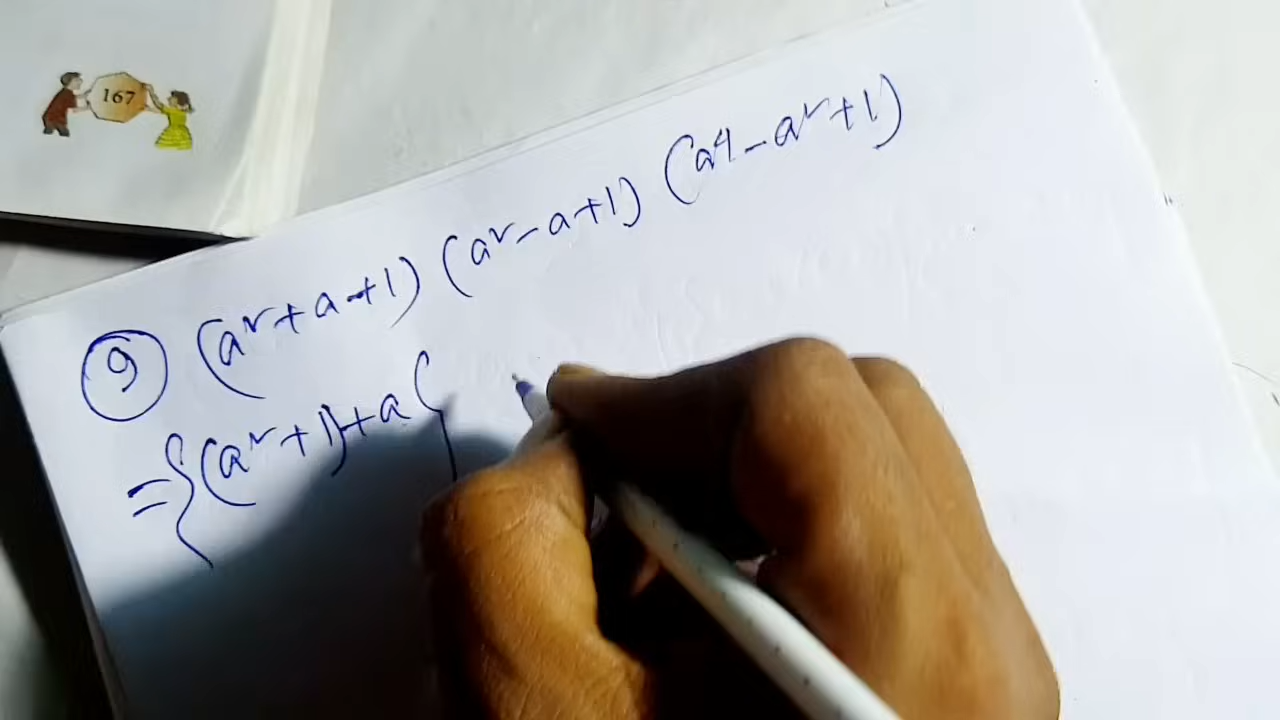 167
⑨ (a² + a + 1) (a² - a + 1) (a⁴ - a² + 1)
= {(a² + 1) + a {